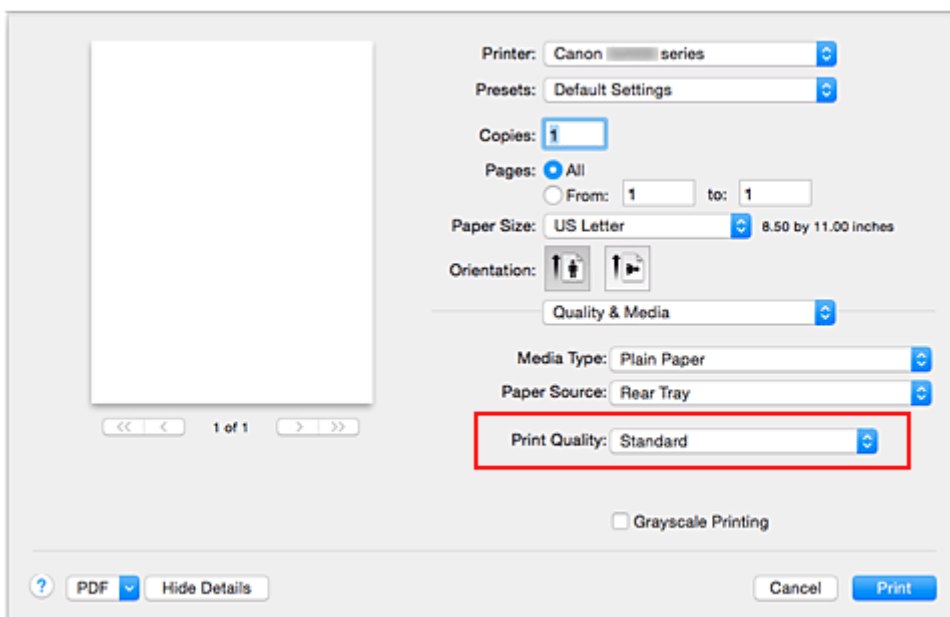 Printer: Canon series
Presets: Default Settings
Copies: 1
Pages: All
From: 1 to: 1
Paper Size: US Letter 8.50 by 11.00 inches
Orientation:
Quality & Media
Media Type: Plain Paper
Paper Source: Rear Tray
<< < 1 of 1 > >>
Print Quality: Standard
Grayscale Printing
? PDF Hide Details Cancel Print